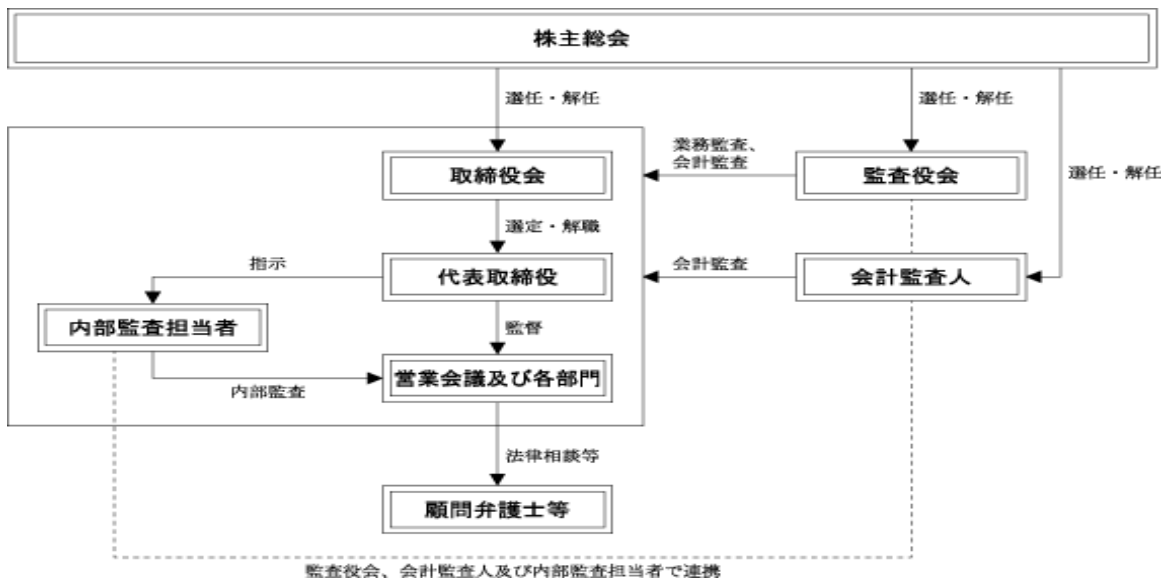 株主総会
選任・解任
選任・解任
業務監査、
会計監査
取締役会
監査役会
選任・解任
選定・解職
指示
代表取締役
会計監査
会計監査人
内部監査担当者
監督
営業会議及び各部門
内部監査
法律相談等
顧問弁護士等
監査役会、会計監査人及び内部監査担当者で連携